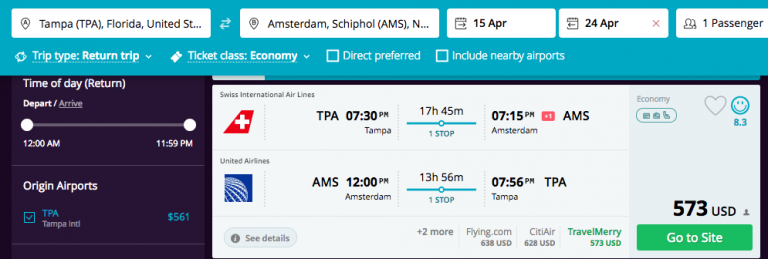 Tampa (TPA), Florida, United St...
Amsterdam, Schiphol (AMS), N...
15 Apr
24 Apr
1 Passenger
Trip type: Return trip
Ticket class: Economy
Direct preferred
Include nearby airports
Time of day (Return)
Depart / Arrive
12:00 AM
11:59 PM
Origin Airports
TPA
$561
Tampa Intl
Swiss International Air Lines
TPA 07:30 PM
Tampa
17h 45m
1 STOP
07:15 PM +1 AMS
Amsterdam
United Airlines
AMS 12:00 PM
Amsterdam
13h 56m
1 STOP
07:56 PM TPA
Tampa
See details
+2 more
Flying.com
638 USD
CitiAir
628 USD
TravelMerry
573 USD
Economy
8.3
573 USD
Go to Site